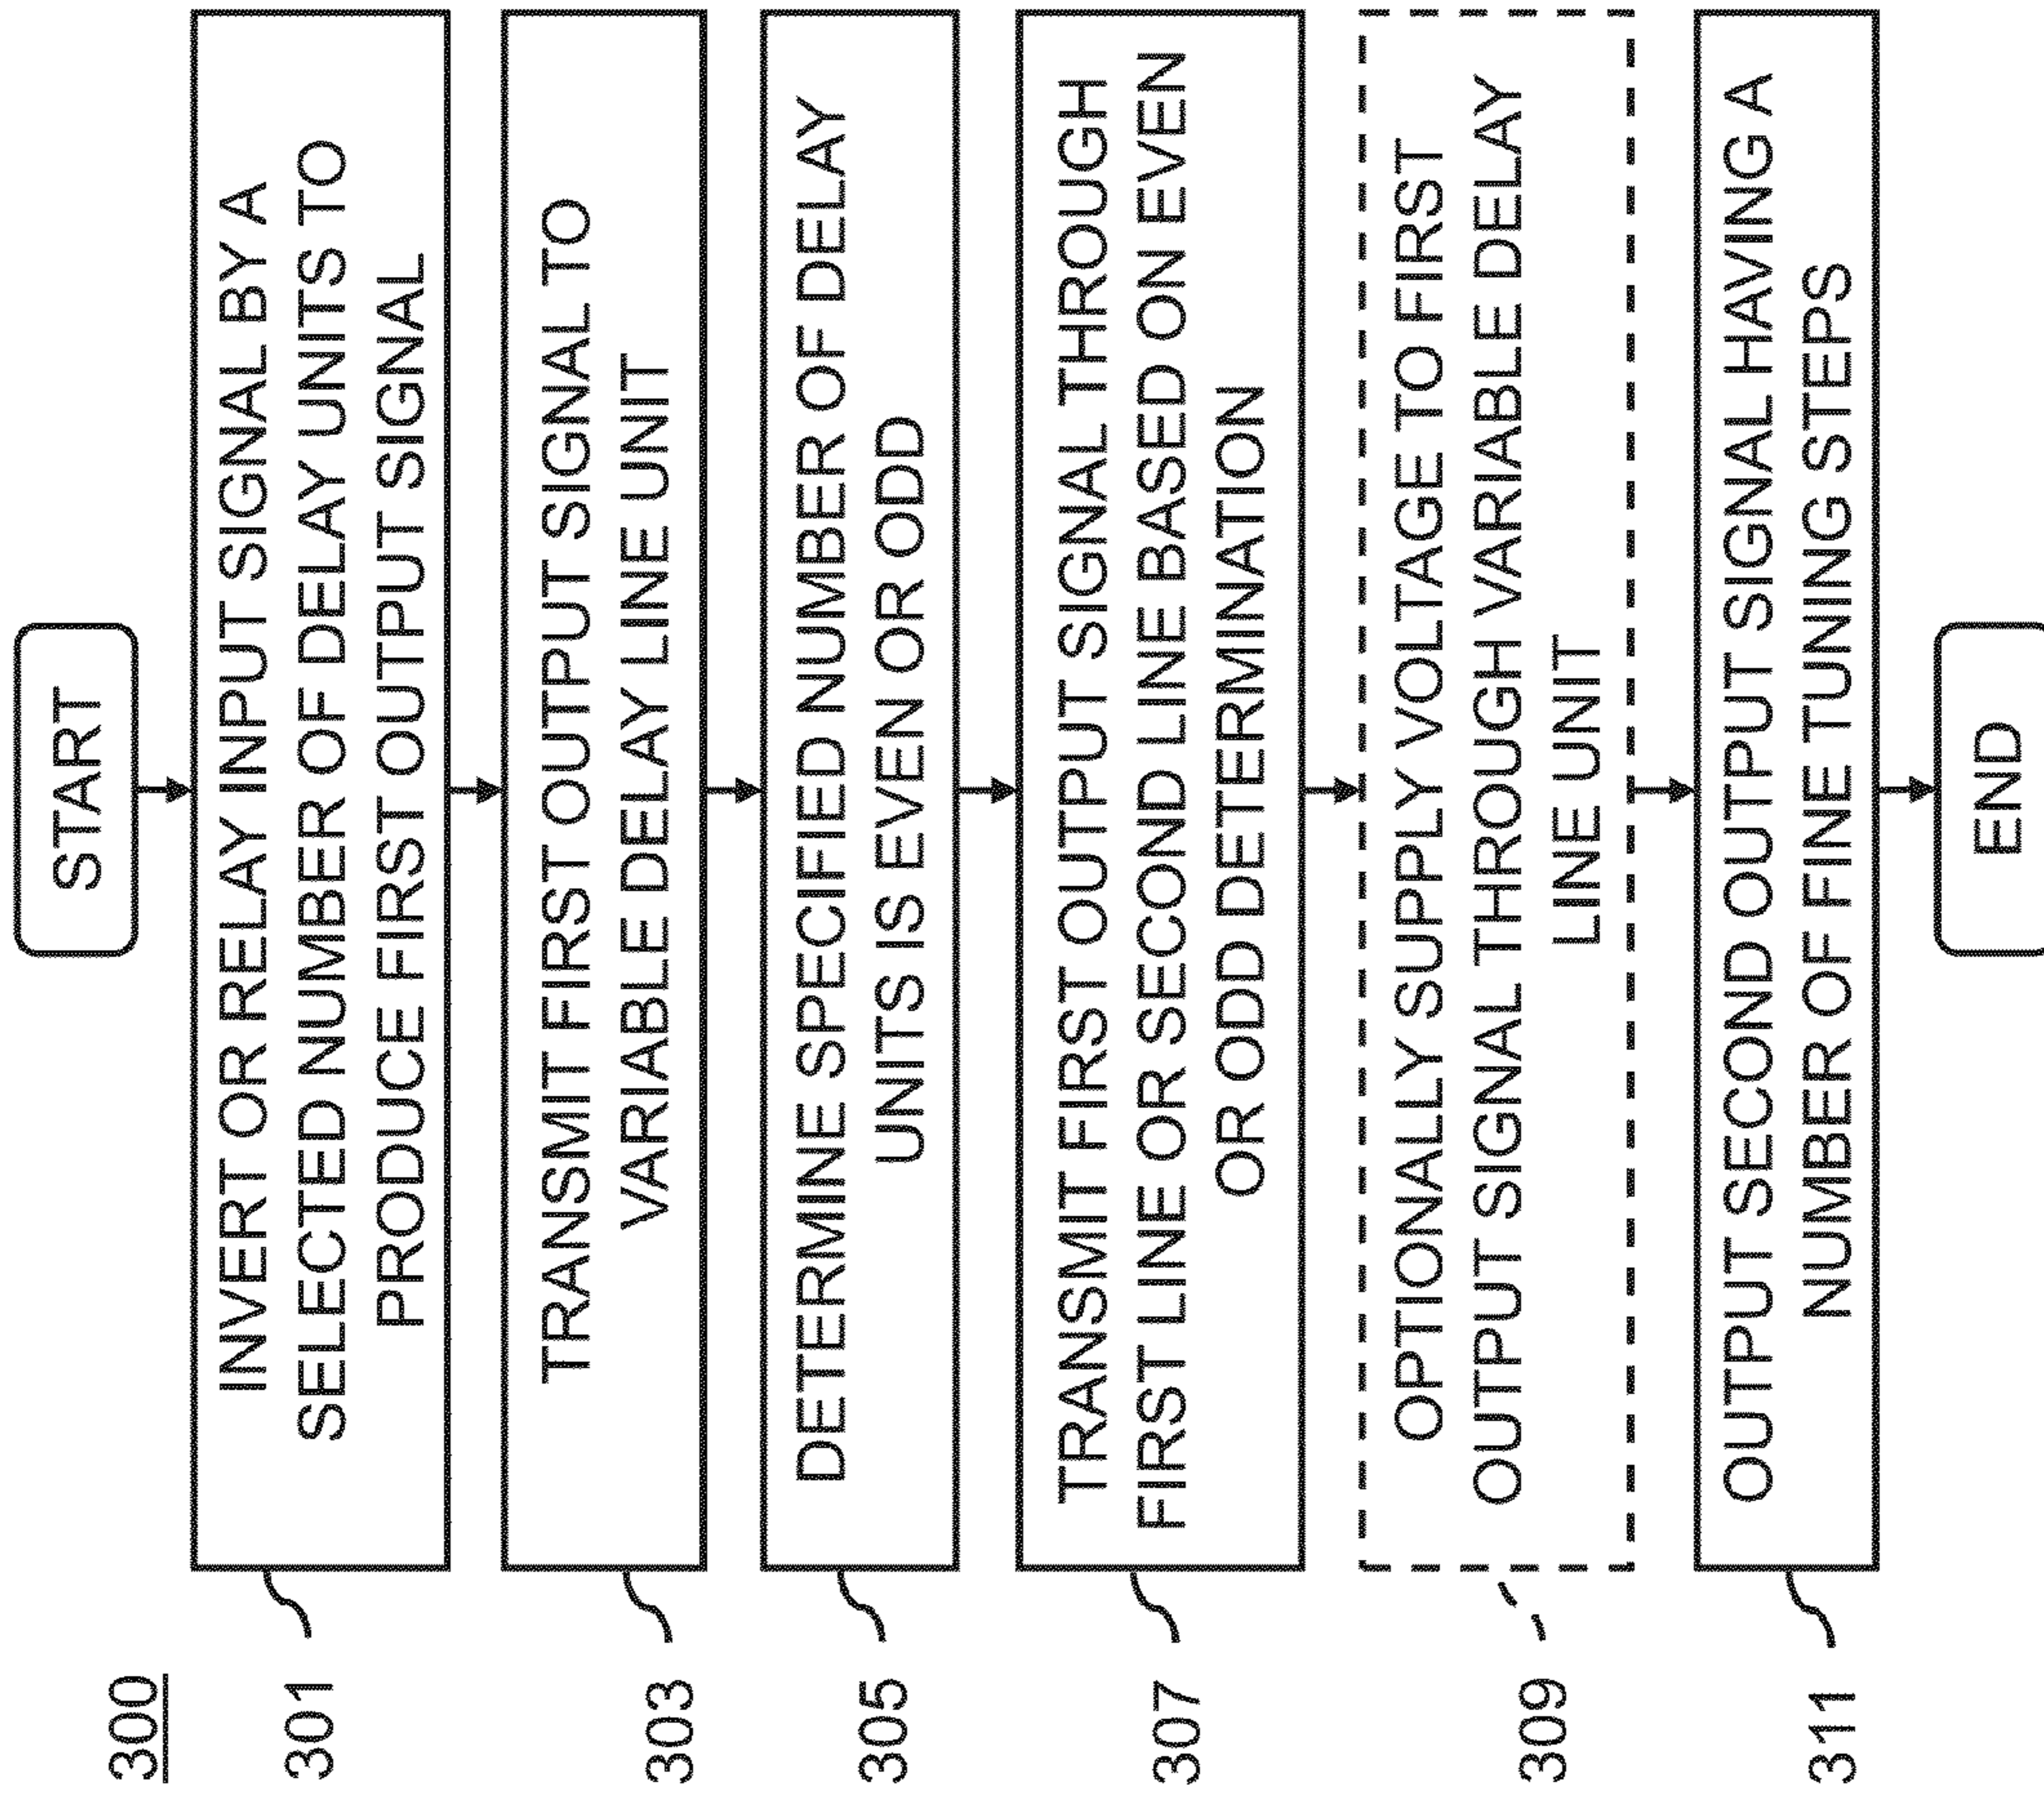 300
START
301
INVERT OR RELAY INPUT SIGNAL BY A
SELECTED NUMBER OF DELAY UNITS TO
PRODUCE FIRST OUTPUT SIGNAL
303
TRANSMIT FIRST OUTPUT SIGNAL TO
VARIABLE DELAY LINE UNIT
305
DETERMINE SPECIFIED NUMBER OF DELAY
UNITS IS EVEN OR ODD
307
TRANSMIT FIRST OUTPUT SIGNAL THROUGH
FIRST LINE OR SECOND LINE BASED ON EVEN
OR ODD DETERMINATION
309
OPTIONALLY SUPPLY VOLTAGE TO FIRST
OUTPUT SIGNAL THROUGH VARIABLE DELAY
LINE UNIT
311
OUTPUT SECOND OUTPUT SIGNAL HAVING A
NUMBER OF FINE TUNING STEPS
END